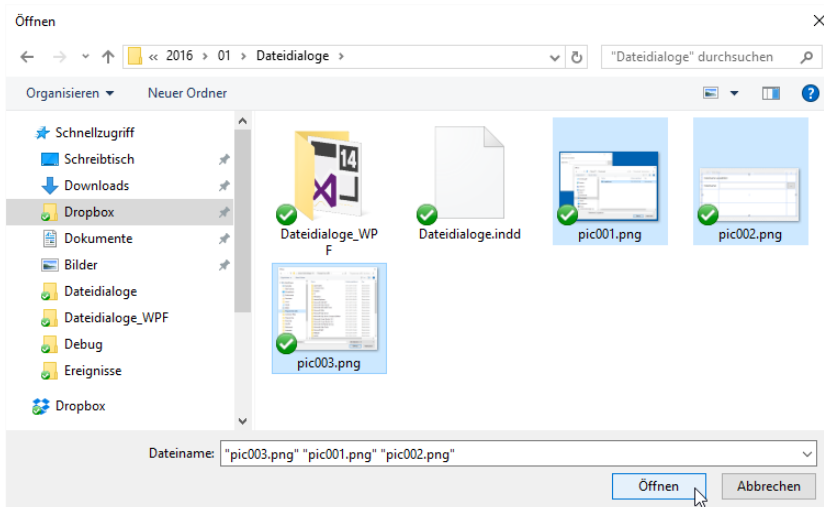 Öffnen
« 2016 › 01 › Dateidialoge ›
"Dateidialoge" durchsuchen
Organisieren
Neuer Ordner
Schnellzugriff
Schreibtisch
Downloads
Dropbox
Dokumente
Bilder
Dateidialoge
Dateidialoge_WPF
Debug
Ereignisse
Dropbox
14
Dateidialoge_WP
F
Dateidialoge.indd
pic001.png
pic002.png
pic003.png
Dateiname: "pic003.png" "pic001.png" "pic002.png"
Öffnen
Abbrechen